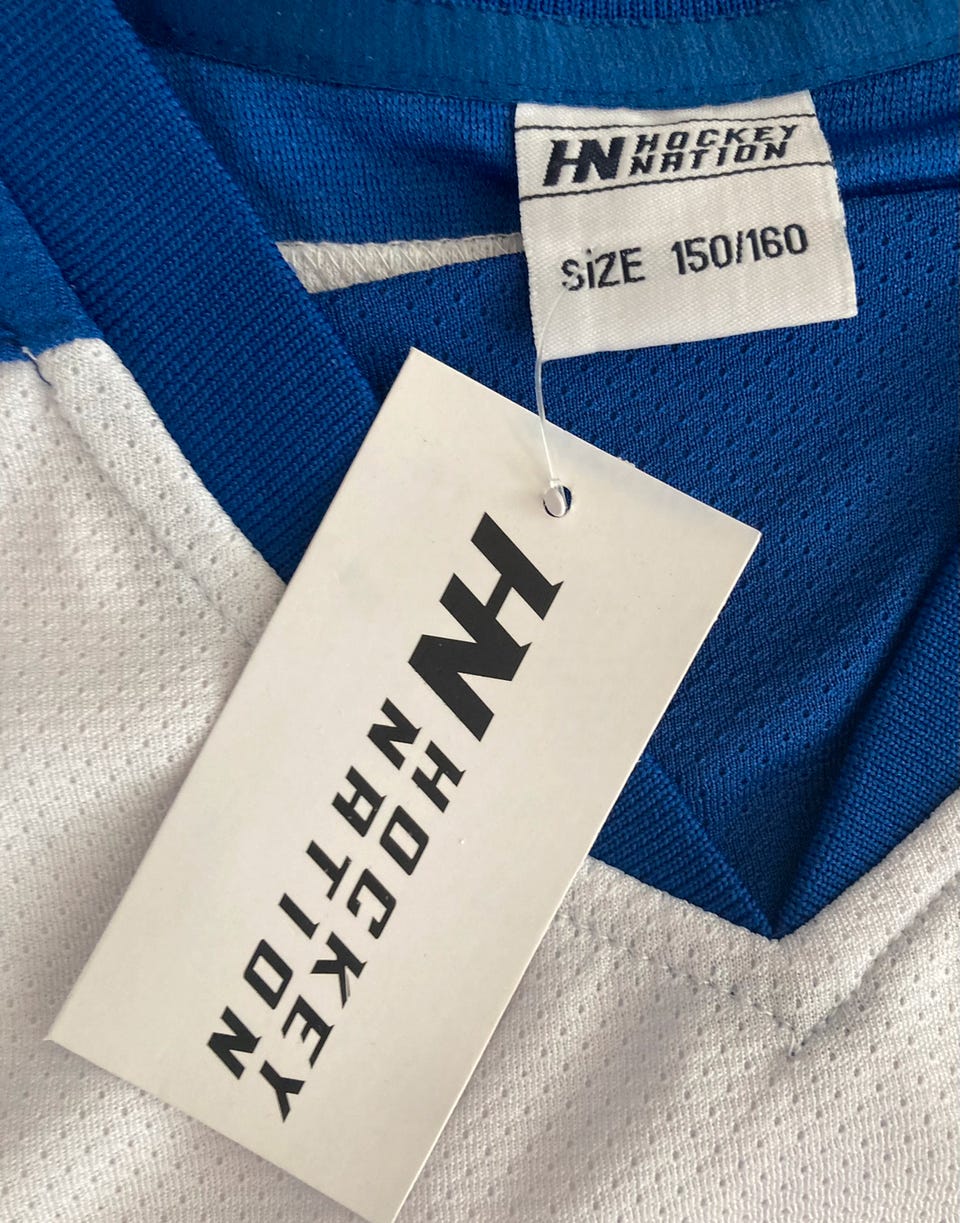 HN HOCKEY
NATION
SiZE 150/160
HN HOCKEY
NATION